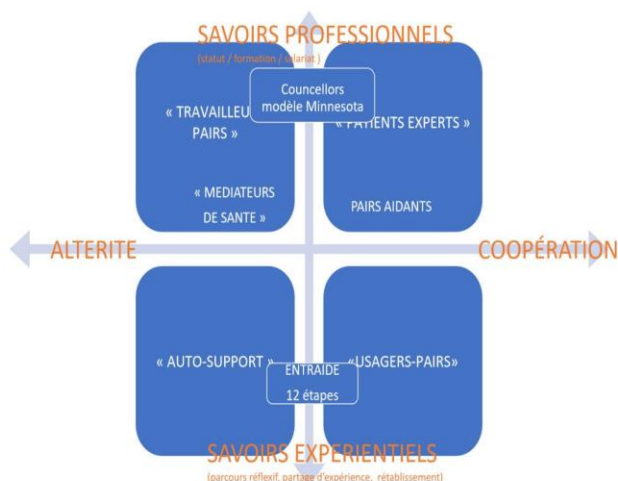 SAVOIRS PROFESSIONNELS
(statut / formation / salariat )
Councellors
modèle Minnesota
« TRAVAILLEU
PAIRS »
« PATIENTS EXPERTS »
« MEDIATEURS
DE SANTE »
PAIRS AIDANTS
ALTERITE
COOPÉRATION
« AUTO-SUPPORT »
«USAGERS-PAIRS»
ENTRAIDE
12 étapes
SAVOIRS EXPERIENTIELS
(parcours réflexif, partage d'expérience, rétablissement)